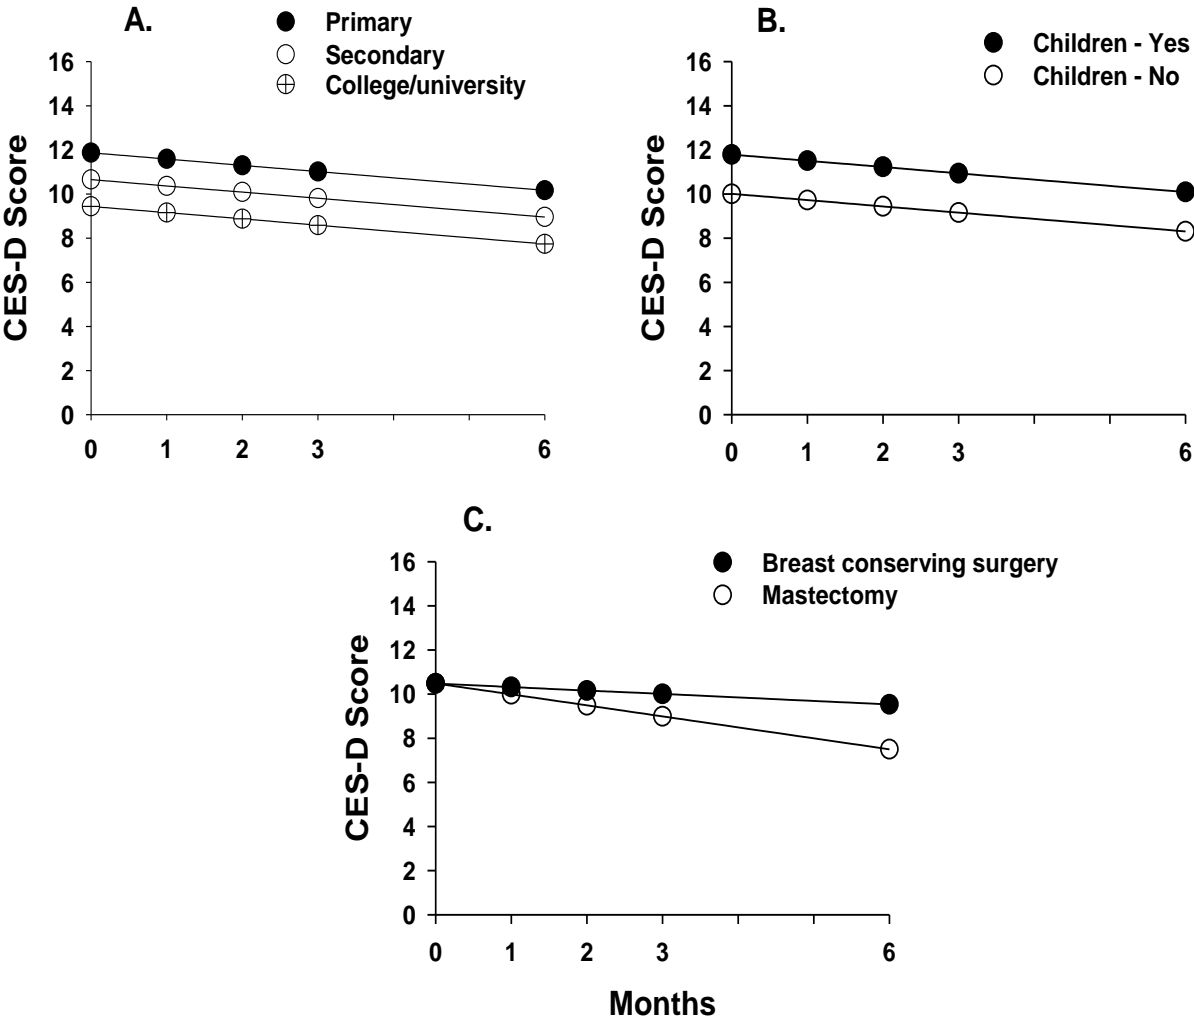 A.
Primary
Secondary
College/university
16
14
12
10
8
6
4
2
0
CES-D Score
0 1 2 3 6
B.
Children - Yes
Children - No
16
14
12
10
8
6
4
2
0
CES-D Score
0 1 2 3 6
C.
Breast conserving surgery
Mastectomy
16
14
12
10
8
6
4
2
0
CES-D Score
0 1 2 3 6
Months